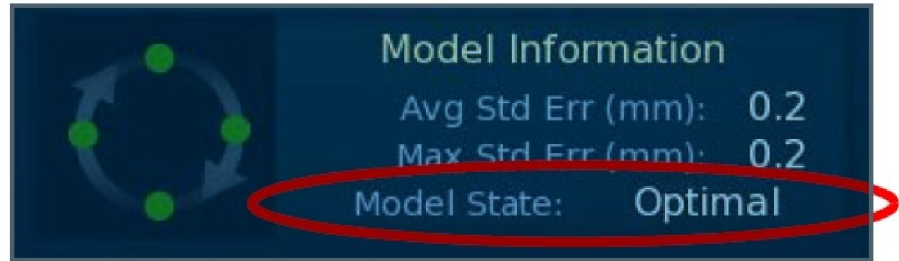 Model Information
Avg Std Err (mm): 0.2
Max Std Err (mm): 0.2
Model State: Optimal